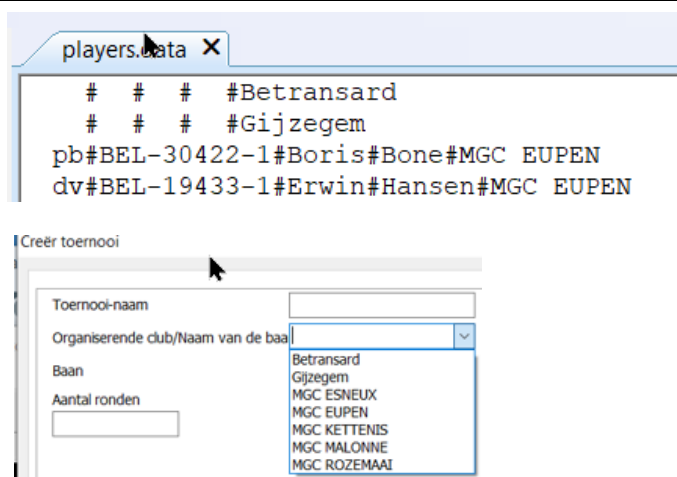 players.data
#  #  #  #Betransard
#  #  #  #Gijzegem
pb#BEL-30422-1#Boris#Bone#MGC EUPEN
dv#BEL-19433-1#Erwin#Hansen#MGC EUPEN
Creër toernooi
Toernooi-naam
Organiserende club/Naam van de baa
Betransard
Gijzegem
Baan
MGC ESNEUX
Aantal ronden
MGC EUPEN
MGC KETTENIS
MGC MALONNE
MGC ROZEMAAI